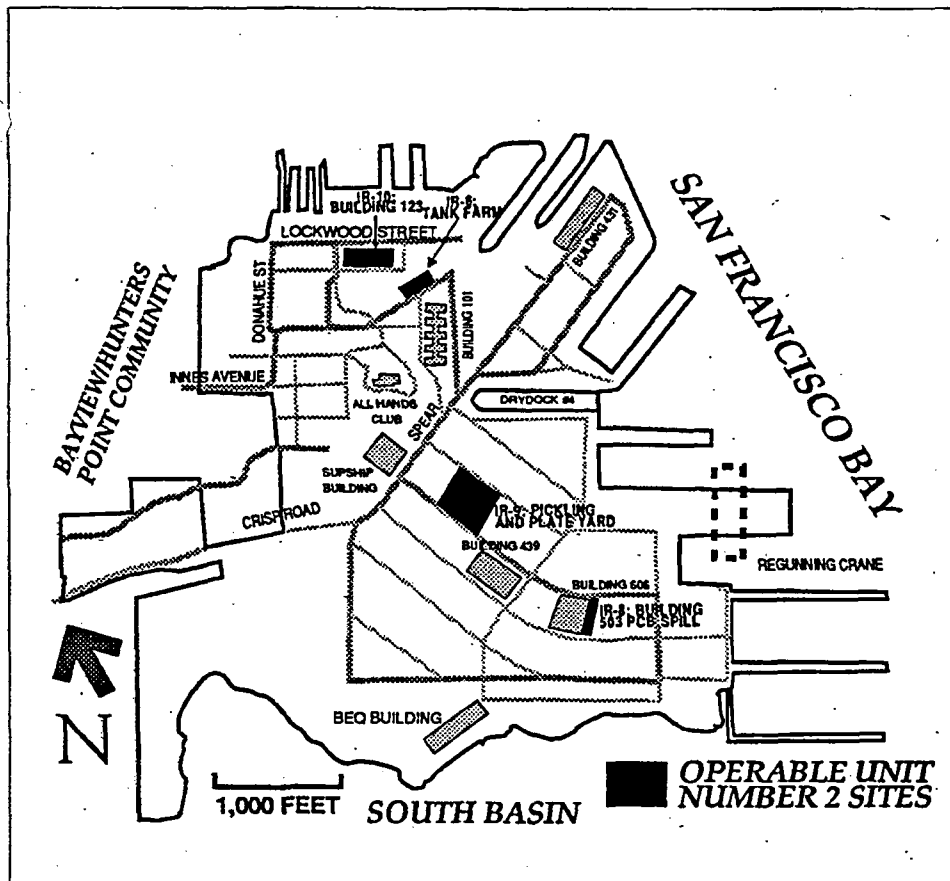 IR-10:
BUILDING 123
IR-6:
TANK FARM
LOCKWOOD STREET
BUILDING 431
SAN FRANCISCO BAY
DONAHUE ST
BUILDING 101
BAYVIEW/HUNTERS
POINT COMMUNITY
INNES AVENUE
ALL HANDS
CLUB
DRYDOCK #4
SPEAR
SUPSHIP
BUILDING
CRISP ROAD
IR-9: PICKLING
AND PLATE YARD
BUILDING 439
REGUNNING CRANE
BUILDING 606
IR-8: BUILDING
503 PCB SPILL
N
BEQ BUILDING
1,000 FEET
SOUTH BASIN
OPERABLE UNIT
NUMBER 2 SITES